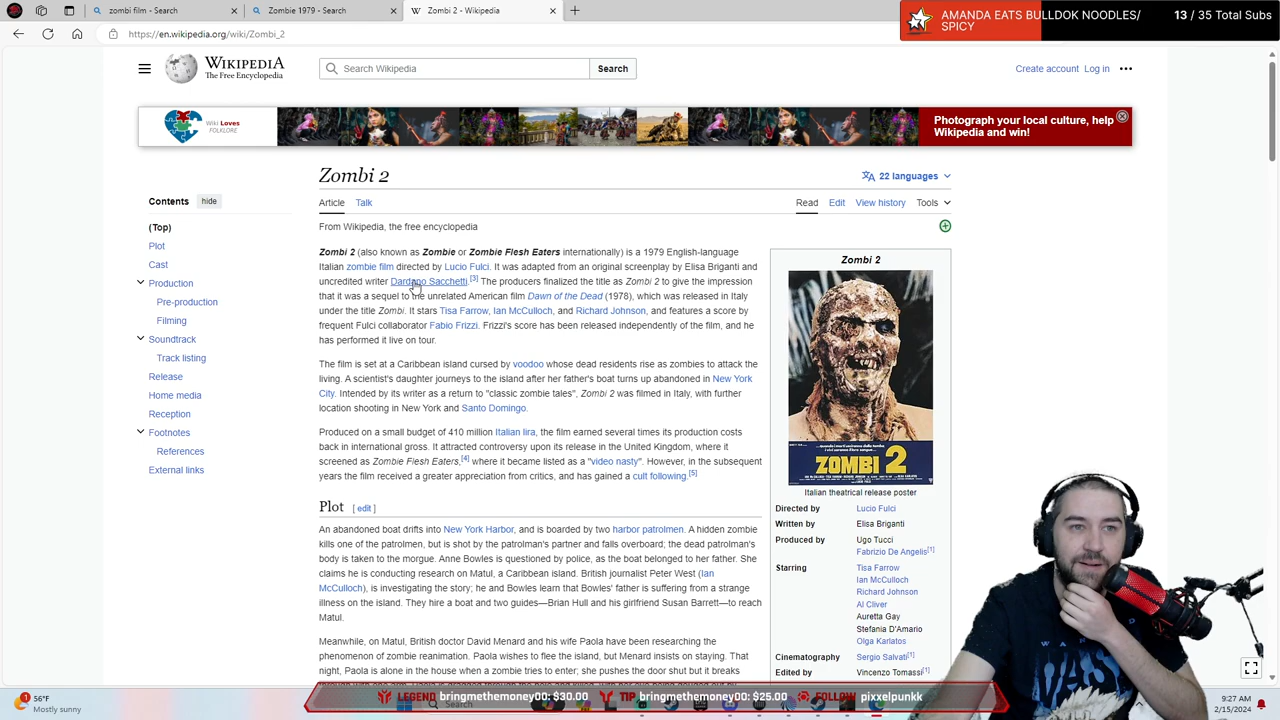 zombi film - Search
Zombie 1979 - Search
Zombi 2 - Wikipedia
AMANDA EATS BULLDOK NOODLES/
SPICY
13 / 35 Total Subs
https://en.wikipedia.org/wiki/Zombi_2
WIKIPEDIA
The Free Encyclopedia
Search Wikipedia
Search
Create account Log in
Wiki Loves
FOLKLORE
Photograph your local culture, help
Wikipedia and win!
Zombi 2
22 languages
Contents hide
Article Talk
Read Edit View history Tools
(Top)
Plot
Cast
Production
Pre-production
Filming
Soundtrack
Track listing
Release
Home media
Reception
Footnotes
References
External links
From Wikipedia, the free encyclopedia
Zombi 2 (also known as Zombie or Zombie Flesh Eaters internationally) is a 1979 English-language
Italian zombie film directed by Lucio Fulci. It was adapted from an original screenplay by Elisa Briganti and
uncredited writer Dardano Sacchetti.[3] The producers finalized the title as Zombi 2 to give the impression
that it was a sequel to the unrelated American film Dawn of the Dead (1978), which was released in Italy
under the title Zombi. It stars Tisa Farrow, Ian McCulloch, and Richard Johnson, and features a score by
frequent Fulci collaborator Fabio Frizzi. Frizzi's score has been released independently of the film, and he
has performed it live on tour.
The film is set at a Caribbean island cursed by voodoo whose dead residents rise as zombies to attack the
living. A scientist's daughter journeys to the island after her father's boat turns up abandoned in New York
City. Intended by its writer as a return to "classic zombie tales", Zombi 2 was filmed in Italy, with further
location shooting in New York and Santo Domingo.
Produced on a small budget of 410 million Italian lira, the film earned several times its production costs
back in international gross. It attracted controversy upon its release in the United Kingdom, where it
screened as Zombie Flesh Eaters,[4] where it became listed as a "video nasty". However, in the subsequent
years the film received a greater appreciation from critics, and has gained a cult following.[5]
Plot [ edit ]
An abandoned boat drifts into New York Harbor, and is boarded by two harbor patrolmen. A hidden zombie
kills one of the patrolmen, but is shot by the patrolman's partner and falls overboard; the dead patrolman's
body is taken to the morgue. Anne Bowles is questioned by police, as the boat belonged to her father. She
claims he is conducting research on Matul, a Caribbean island. British journalist Peter West (Ian
McCulloch), is investigating the story; he and Bowles learn that Bowles' father is suffering from a strange
illness on the island. They hire a boat and two guides—Brian Hull and his girlfriend Susan Barrett—to reach
Matul.
Meanwhile, on Matul, British doctor David Menard and his wife Paola have been researching the
phenomenon of zombie reanimation. Paola wishes to flee the island, but Menard insists on staying. That
night, Paola is alone in the house when a zombie tries to enter; she pushes the door shut but it breaks
Zombi 2
ZOMBI 2
Italian theatrical release poster
Directed by Lucio Fulci
Written by Elisa Briganti
Produced by Ugo Tucci
Fabrizio De Angelis[1]
Starring Tisa Farrow
Ian McCulloch
Richard Johnson
Al Cliver
Auretta Gay
Stefania D'Amario
Olga Karlatos
Cinematography Sergio Salvati[1]
Edited by Vincenzo Tomassi[1]
LEGEND bringmethemoney00: $30.00 TIP bringmethemoney00: $25.00 FOLLOW pixxelpunkk
1
56°F
Mostly sunny
Search
9:27 AM
2/15/2024